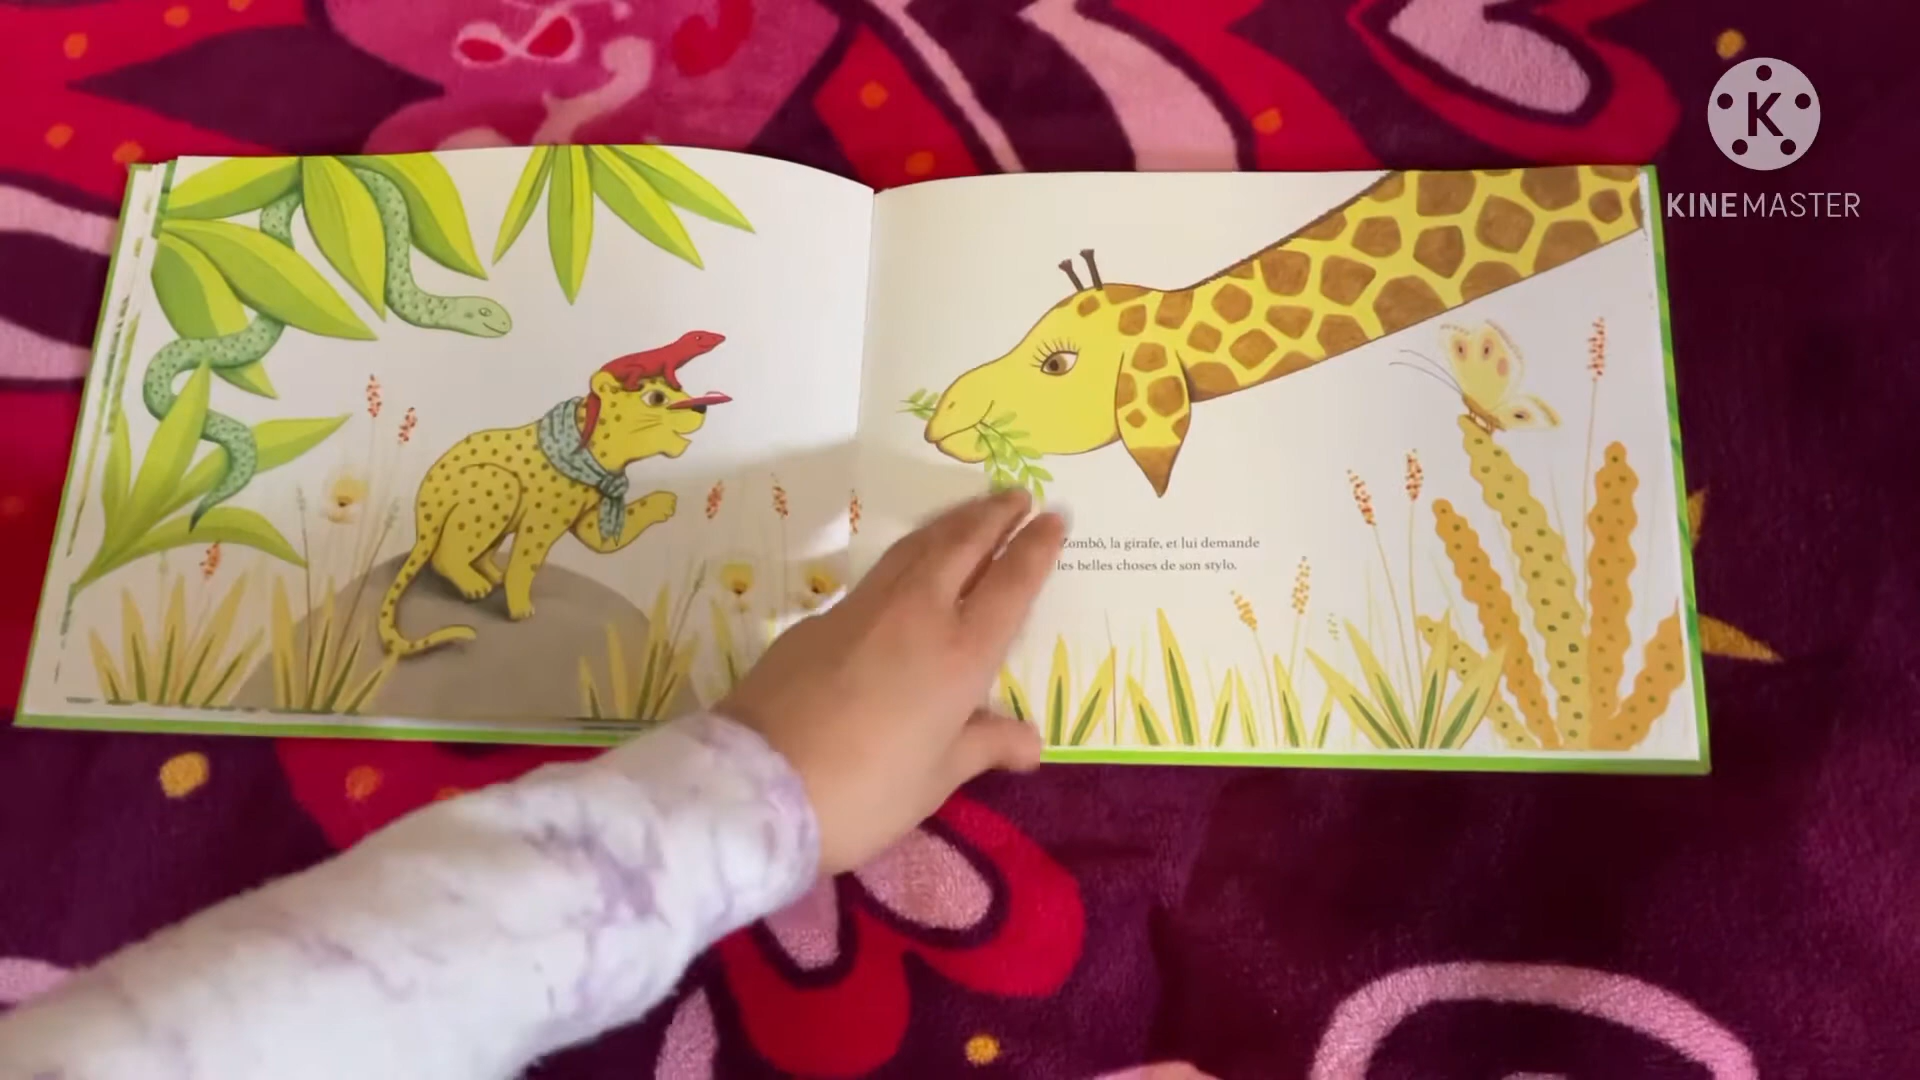 KINEMASTER
Zombô, la girafe, et lui demande
les belles choses de son stylo.